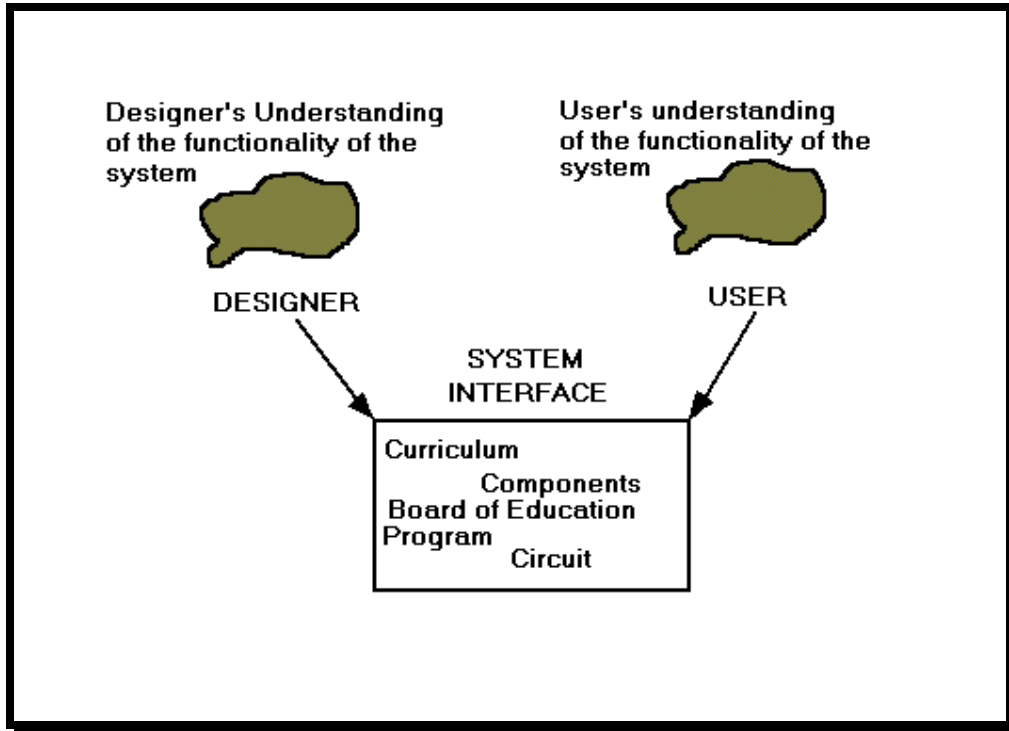 Designer's Understanding
of the functionality of the
system
User's understanding
of the functionality of the
system
DESIGNER
USER
SYSTEM
INTERFACE
Curriculum
Components
Board of Education
Program
Circuit